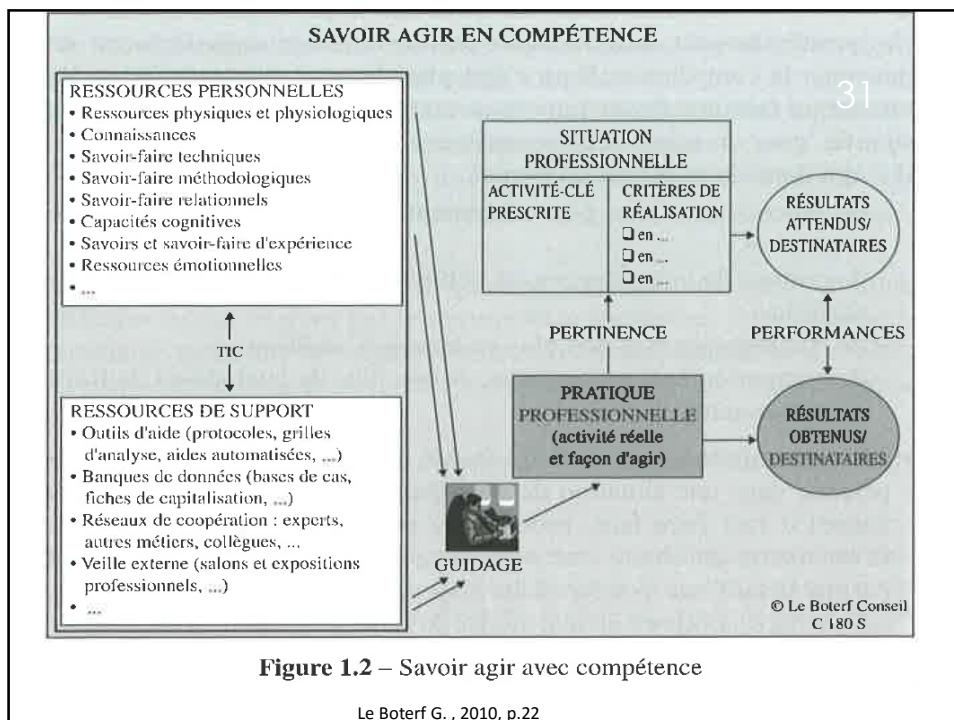 SAVOIR AGIR EN COMPÉTENCE
31
RESSOURCES PERSONNELLES
• Ressources physiques et physiologiques
• Connaissances
• Savoir-faire techniques
• Savoir-faire méthodologiques
• Savoir-faire relationnels
• Capacités cognitives
• Savoirs et savoir-faire d'expérience
• Ressources émotionnelles
• ...
TIC
RESSOURCES DE SUPPORT
• Outils d'aide (protocoles, grilles
d'analyse, aides automatisées, ...)
• Banques de données (bases de cas,
fiches de capitalisation, ...)
• Réseaux de coopération : experts,
autres métiers, collègues, ...
• Veille externe (salons et expositions
professionnels, ...)
• ...
GUIDAGE
SITUATION
PROFESSIONNELLE
ACTIVITÉ-CLÉ
PRESCRITE
CRITÈRES DE
RÉALISATION
❑ en ...
❑ en ...
❑ en ...
RÉSULTATS
ATTENDUS/
DESTINATAIRES
PERTINENCE
PERFORMANCES
PRATIQUE
PROFESSIONNELLE
(activité réelle
et façon d'agir)
RÉSULTATS
OBTENUS/
DESTINATAIRES
© Le Boterf Conseil
C 180 S
Figure 1.2 – Savoir agir avec compétence
Le Boterf G. , 2010, p.22